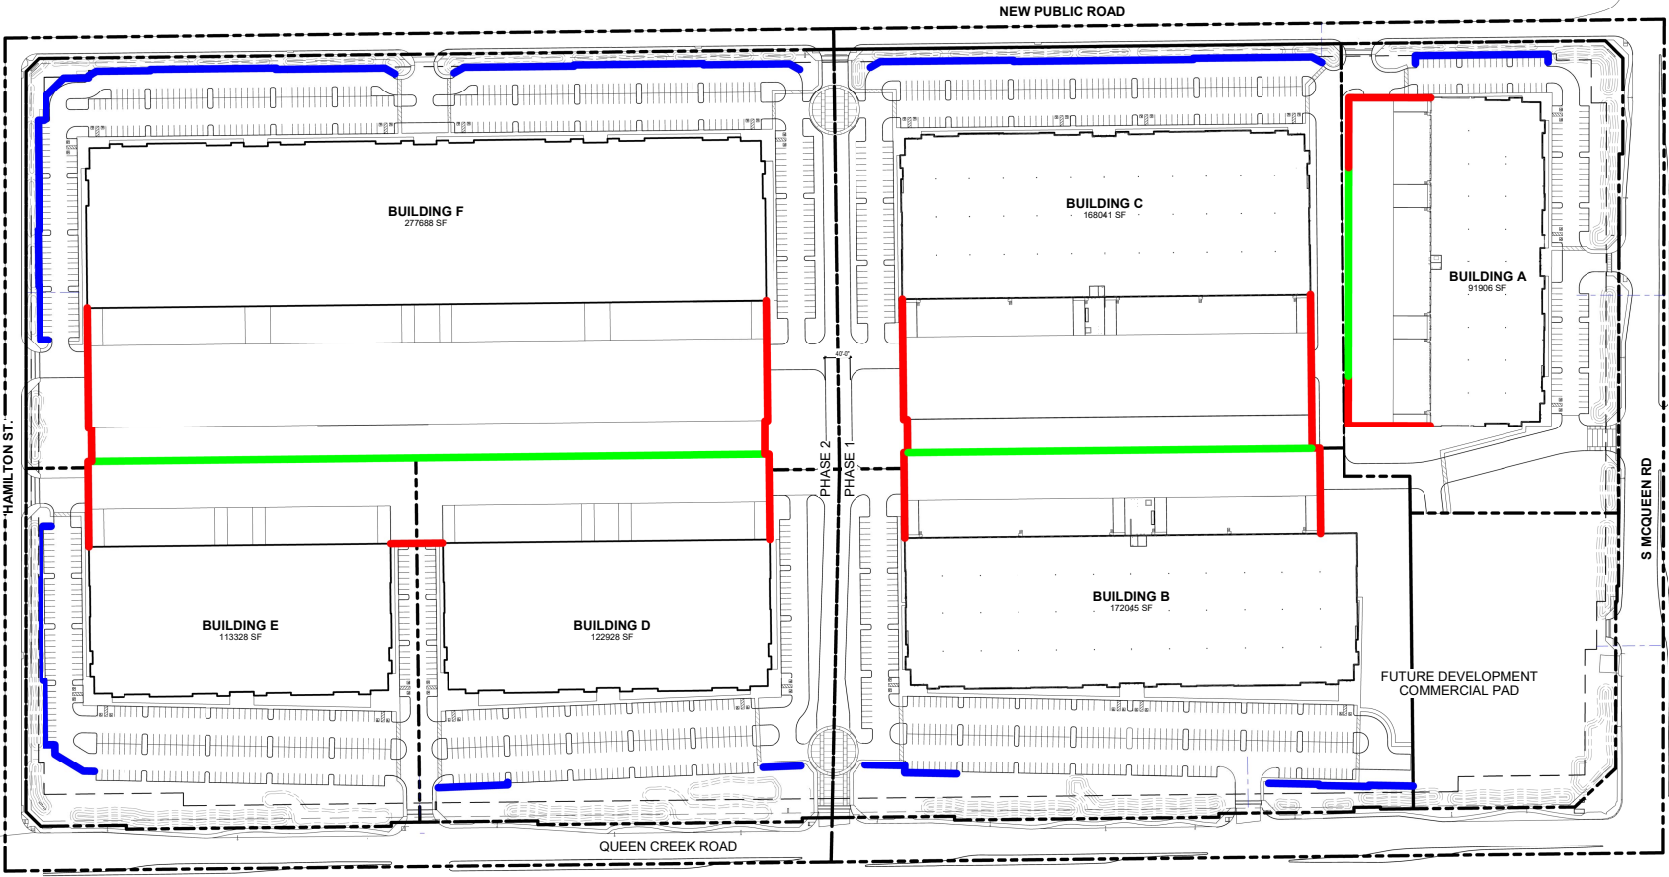 NEW PUBLIC ROAD
BUILDING F
277688 SF
BUILDING C
168041 SF
BUILDING A
91906 SF
40'-0"
HAMILTON ST.
PHASE 2
PHASE 1
S MCQUEEN RD
BUILDING E
113328 SF
BUILDING D
122928 SF
BUILDING B
172045 SF
FUTURE DEVELOPMENT
COMMERCIAL PAD
QUEEN CREEK ROAD